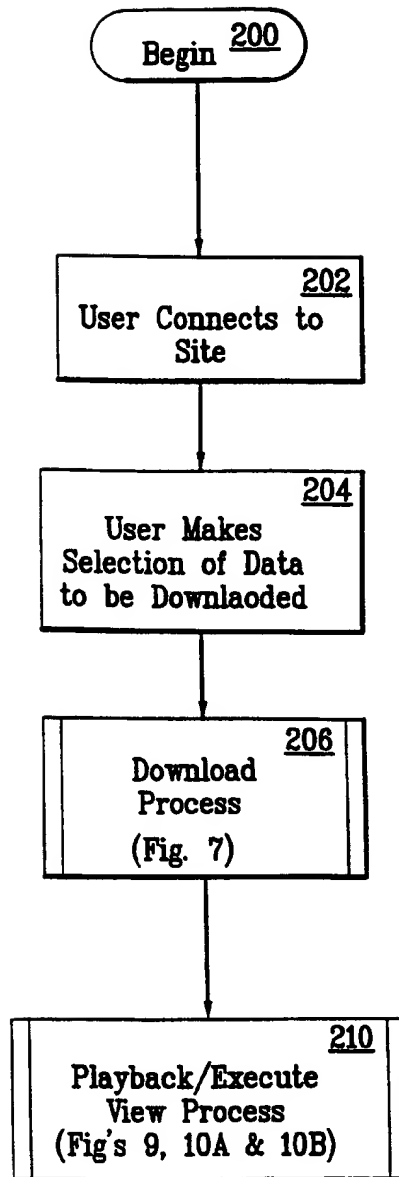 200
Begin
202
User Connects to
Site
204
User Makes
Selection of Data
to be Downlaoded
206
Download
Process
(Fig. 7)
210
Playback/Execute
View Process
(Fig's 9, 10A & 10B)